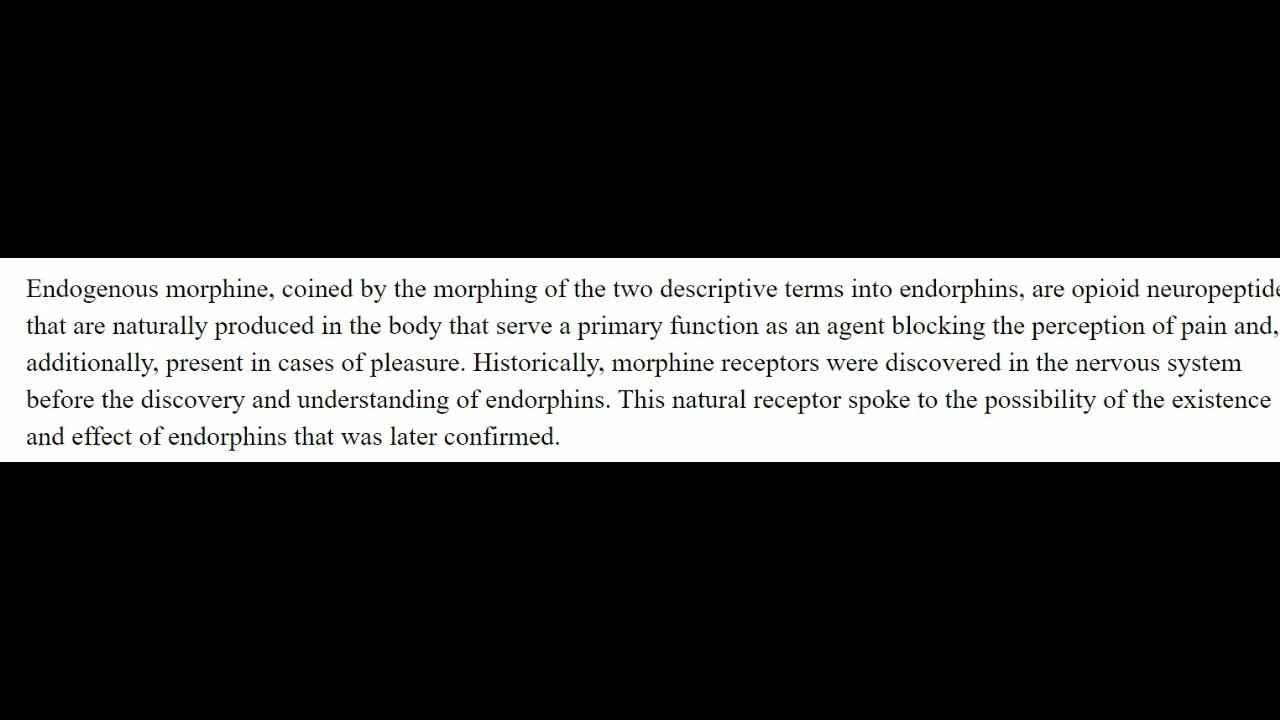 Endogenous morphine, coined by the morphing of the two descriptive terms into endorphins, are opioid neuropeptide
that are naturally produced in the body that serve a primary function as an agent blocking the perception of pain and,
additionally, present in cases of pleasure. Historically, morphine receptors were discovered in the nervous system
before the discovery and understanding of endorphins. This natural receptor spoke to the possibility of the existence
and effect of endorphins that was later confirmed.